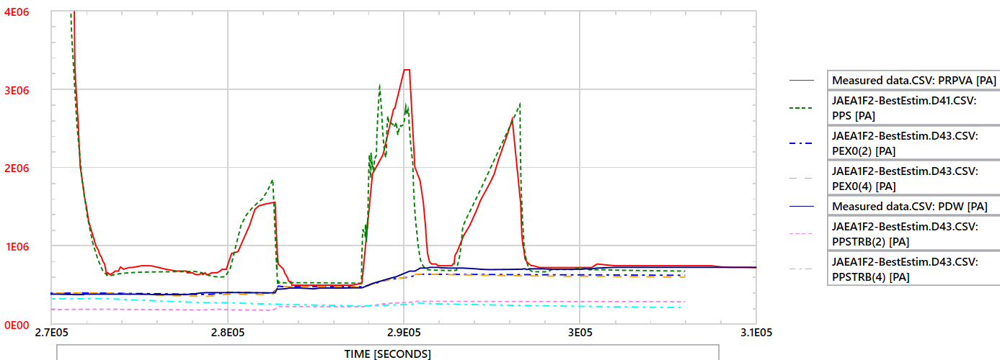 4E06
3E06
2E06
1E06
0E00
2.7E05
2.8E05
2.9E05
3E05
3.1E05
TIME [SECONDS]
Measured data.CSV: PRPVA [PA]
JAEA1F2-BestEstim.D41.CSV:
PPS [PA]
JAEA1F2-BestEstim.D43.CSV:
PEX0(2) [PA]
JAEA1F2-BestEstim.D43.CSV:
PEX0(4) [PA]
Measured data.CSV: PDW [PA]
JAEA1F2-BestEstim.D43.CSV:
PPSTRB(2) [PA]
JAEA1F2-BestEstim.D43.CSV:
PPSTRB(4) [PA]